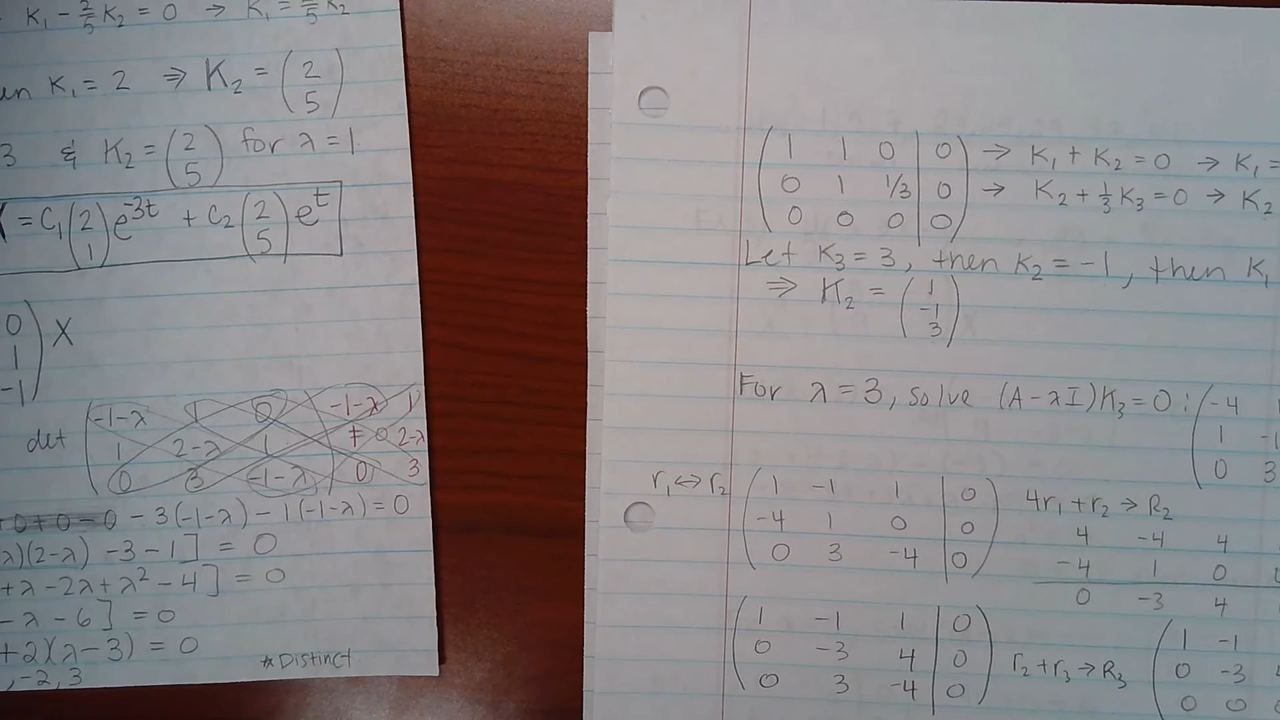 K₁ - 2/5 K₂ = 0 → K₁ = 2/5 K₂
K₁ = 2 ⇒ K₂ = (2 5)
3 & K₂ = (2 5) for λ = 1
= C₁ (2 1) e^-3t + C₂ (2 5) e^t
0
1 X
-1
-1-λ 1 0 | -1-λ 1
det 1 2-λ 1 | 1 2-λ
0 3 -1-λ | 0 3
+0+0-0 - 3(-1-λ) - 1(-1-λ) = 0
λ)(2-λ) - 3 - 1] = 0
+ λ - 2λ + λ² - 4] = 0
- λ - 6] = 0
+2)(λ-3) = 0
, -2, 3 *Distinct
1 1 0 | 0 → K₁ + K₂ = 0 → K₁ =
0 1 1/3 | 0 → K₂ + 1/3 K₃ = 0 → K₂
0 0 0 | 0
Let K₃ = 3, then K₂ = -1, then K₁
⇒ K₂ = (1 -1 3)
For λ = 3, solve (A-λI)K₃ = 0 : -4
1 -1
0 3
r₁ ↔ r₂ 1 -1 1 | 0 4r₁ + r₂ → R₂
-4 1 0 | 0 4 -4 4
0 3 -4 | 0 -4 1 0
0 -3 4
1 -1 1 | 0 1 -1
0 -3 4 | 0 r₂ + r₃ → R₃ 0 -3
0 3 -4 | 0 0 0